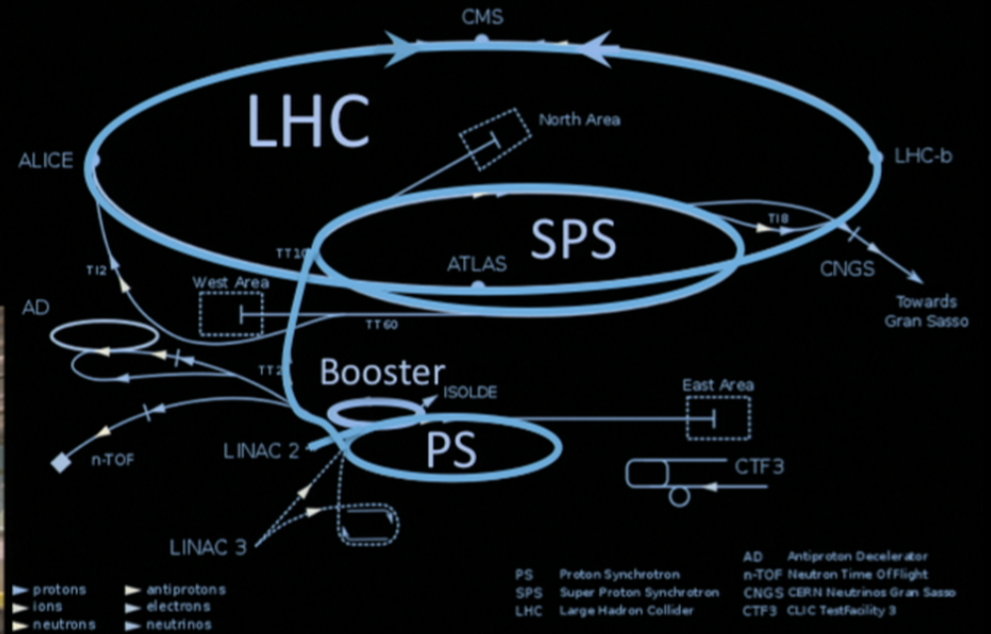 CMS
LHC
North Area
ALICE
LHC-b
SPS
TI8
TT10
ATLAS
CNGS
TI2
West Area
AD
TT60
Towards
Gran Sasso
TT2
Booster
ISOLDE
East Area
LINAC 2
PS
n-TOF
CTF3
LINAC 3
protons
ions
neutrons
antiprotons
electrons
neutrinos
PS Proton Synchrotron
SPS Super Proton Synchrotron
LHC Large Hadron Collider
AD Antiproton Decelerator
n-TOF Neutron Time Of Flight
CNGS CERN Neutrinos Gran Sasso
CTF3 CLIC TestFacility 3